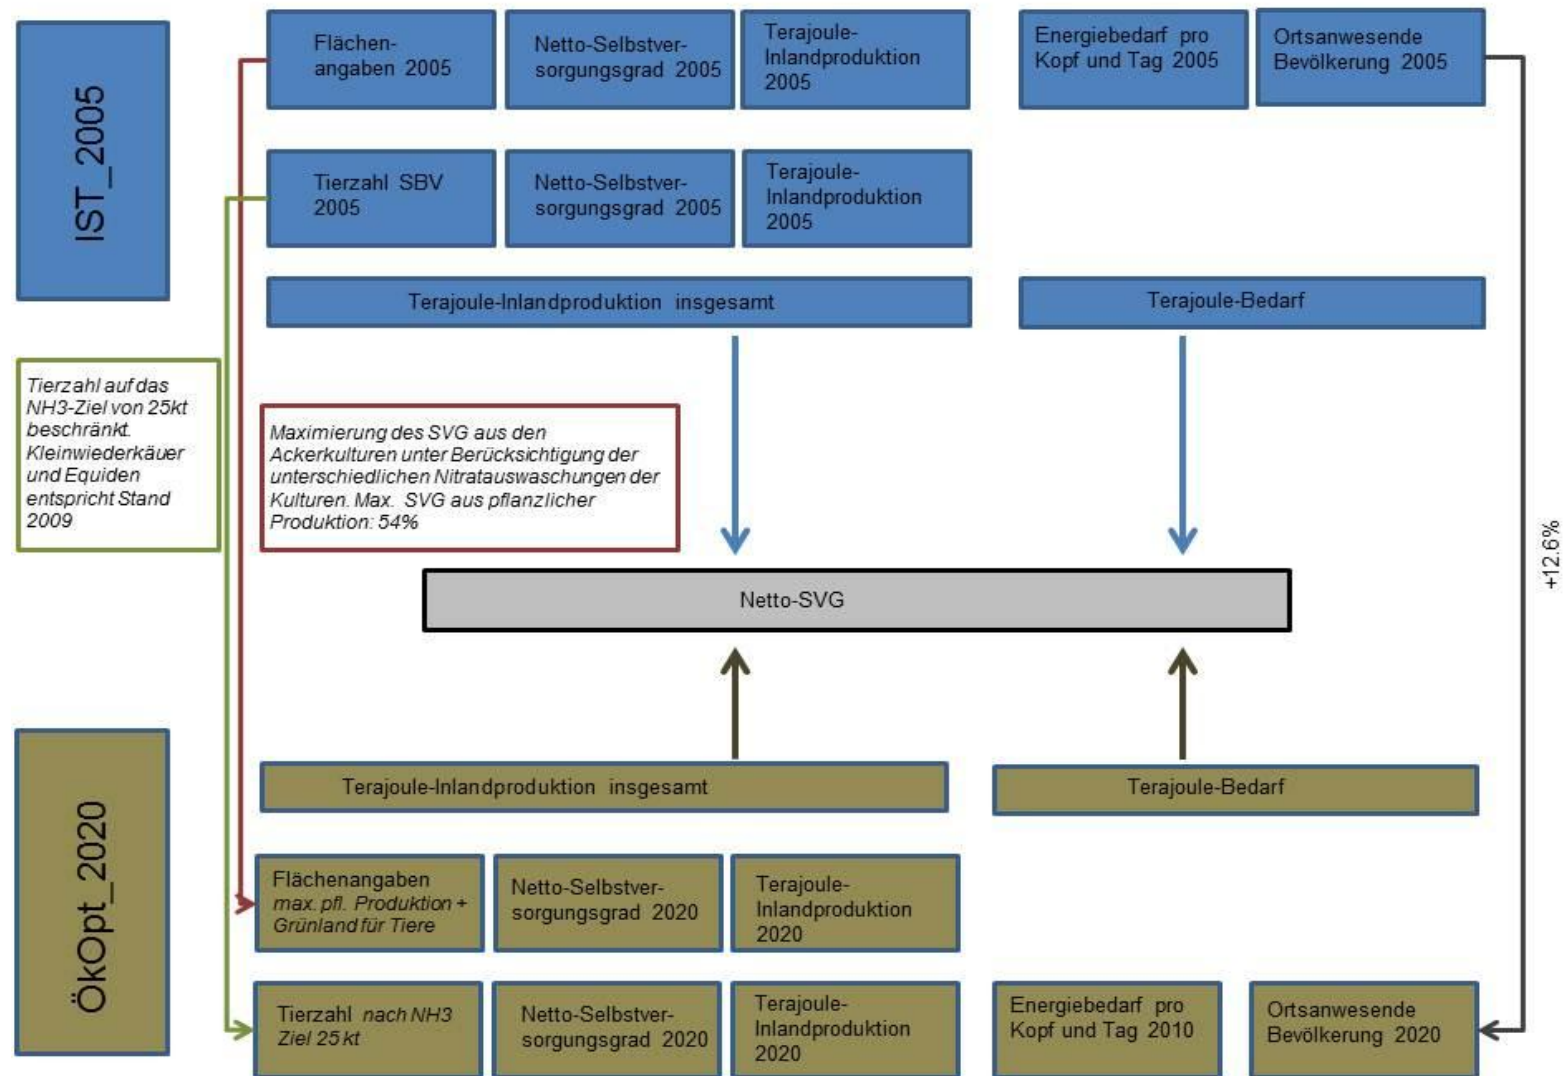 IST_2005
Flächen-
angaben 2005
Netto-Selbstver-
sorgungsgrad 2005
Terajoule-
Inlandproduktion
2005
Energiebedarf pro
Kopf und Tag 2005
Ortsanwesende
Bevölkerung 2005
Tierzahl SBV
2005
Netto-Selbstver-
sorgungsgrad 2005
Terajoule-
Inlandproduktion
2005
Terajoule-Inlandproduktion insgesamt
Terajoule-Bedarf
Tierzahl auf das
NH3-Ziel von 25kt
beschränkt.
Kleinwiederkäuer
und Equiden
entspricht Stand
2009
Maximierung des SVG aus den
Ackerkulturen unter Berücksichtigung der
unterschiedlichen Nitratauswaschungen der
Kulturen. Max. SVG aus pflanzlicher
Produktion: 54%
+12.6%
Netto-SVG
ÖkOpt_2020
Terajoule-Inlandproduktion insgesamt
Terajoule-Bedarf
Flächenangaben
max. pfl. Produktion +
Grünland für Tiere
Netto-Selbstver-
sorgungsgrad 2020
Terajoule-
Inlandproduktion
2020
Tierzahl nach NH3
Ziel 25 kt
Netto-Selbstver-
sorgungsgrad 2020
Terajoule-
Inlandproduktion
2020
Energiebedarf pro
Kopf und Tag 2010
Ortsanwesende
Bevölkerung 2020